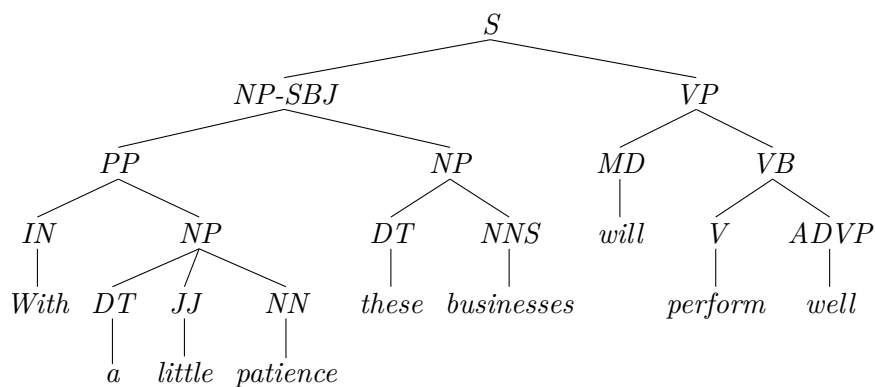 S
NP-SBJ VP
PP NP MD VB
IN NP DT NNS will V ADVP
With DT JJ NN these businesses perform well
a little patience